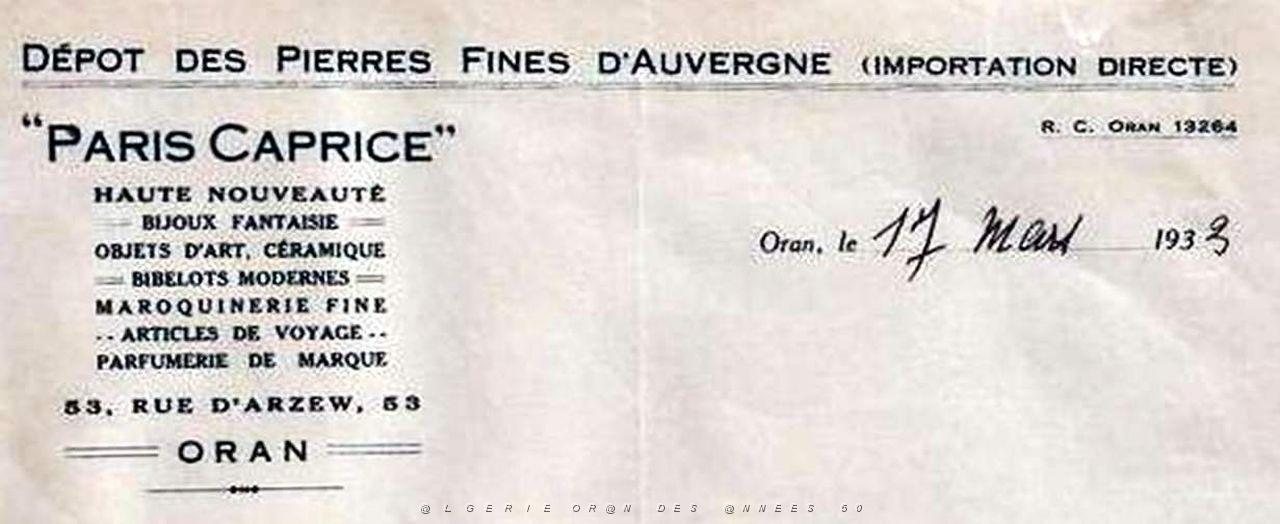 DÉPOT DES PIERRES FINES D'AUVERGNE (IMPORTATION DIRECTE)
R. C. ORAN 13264
"PARIS CAPRICE"
HAUTE NOUVEAUTÉ
BIJOUX FANTAISIE
OBJETS D'ART, CÉRAMIQUE
BIBELOTS MODERNES
MAROQUINERIE FINE
ARTICLES DE VOYAGE
PARFUMERIE DE MARQUE
53, RUE D'ARZEW, 53
ORAN
Oran, le 17 Mars 1933
@LGERIE OR@N DES @NNEES 50